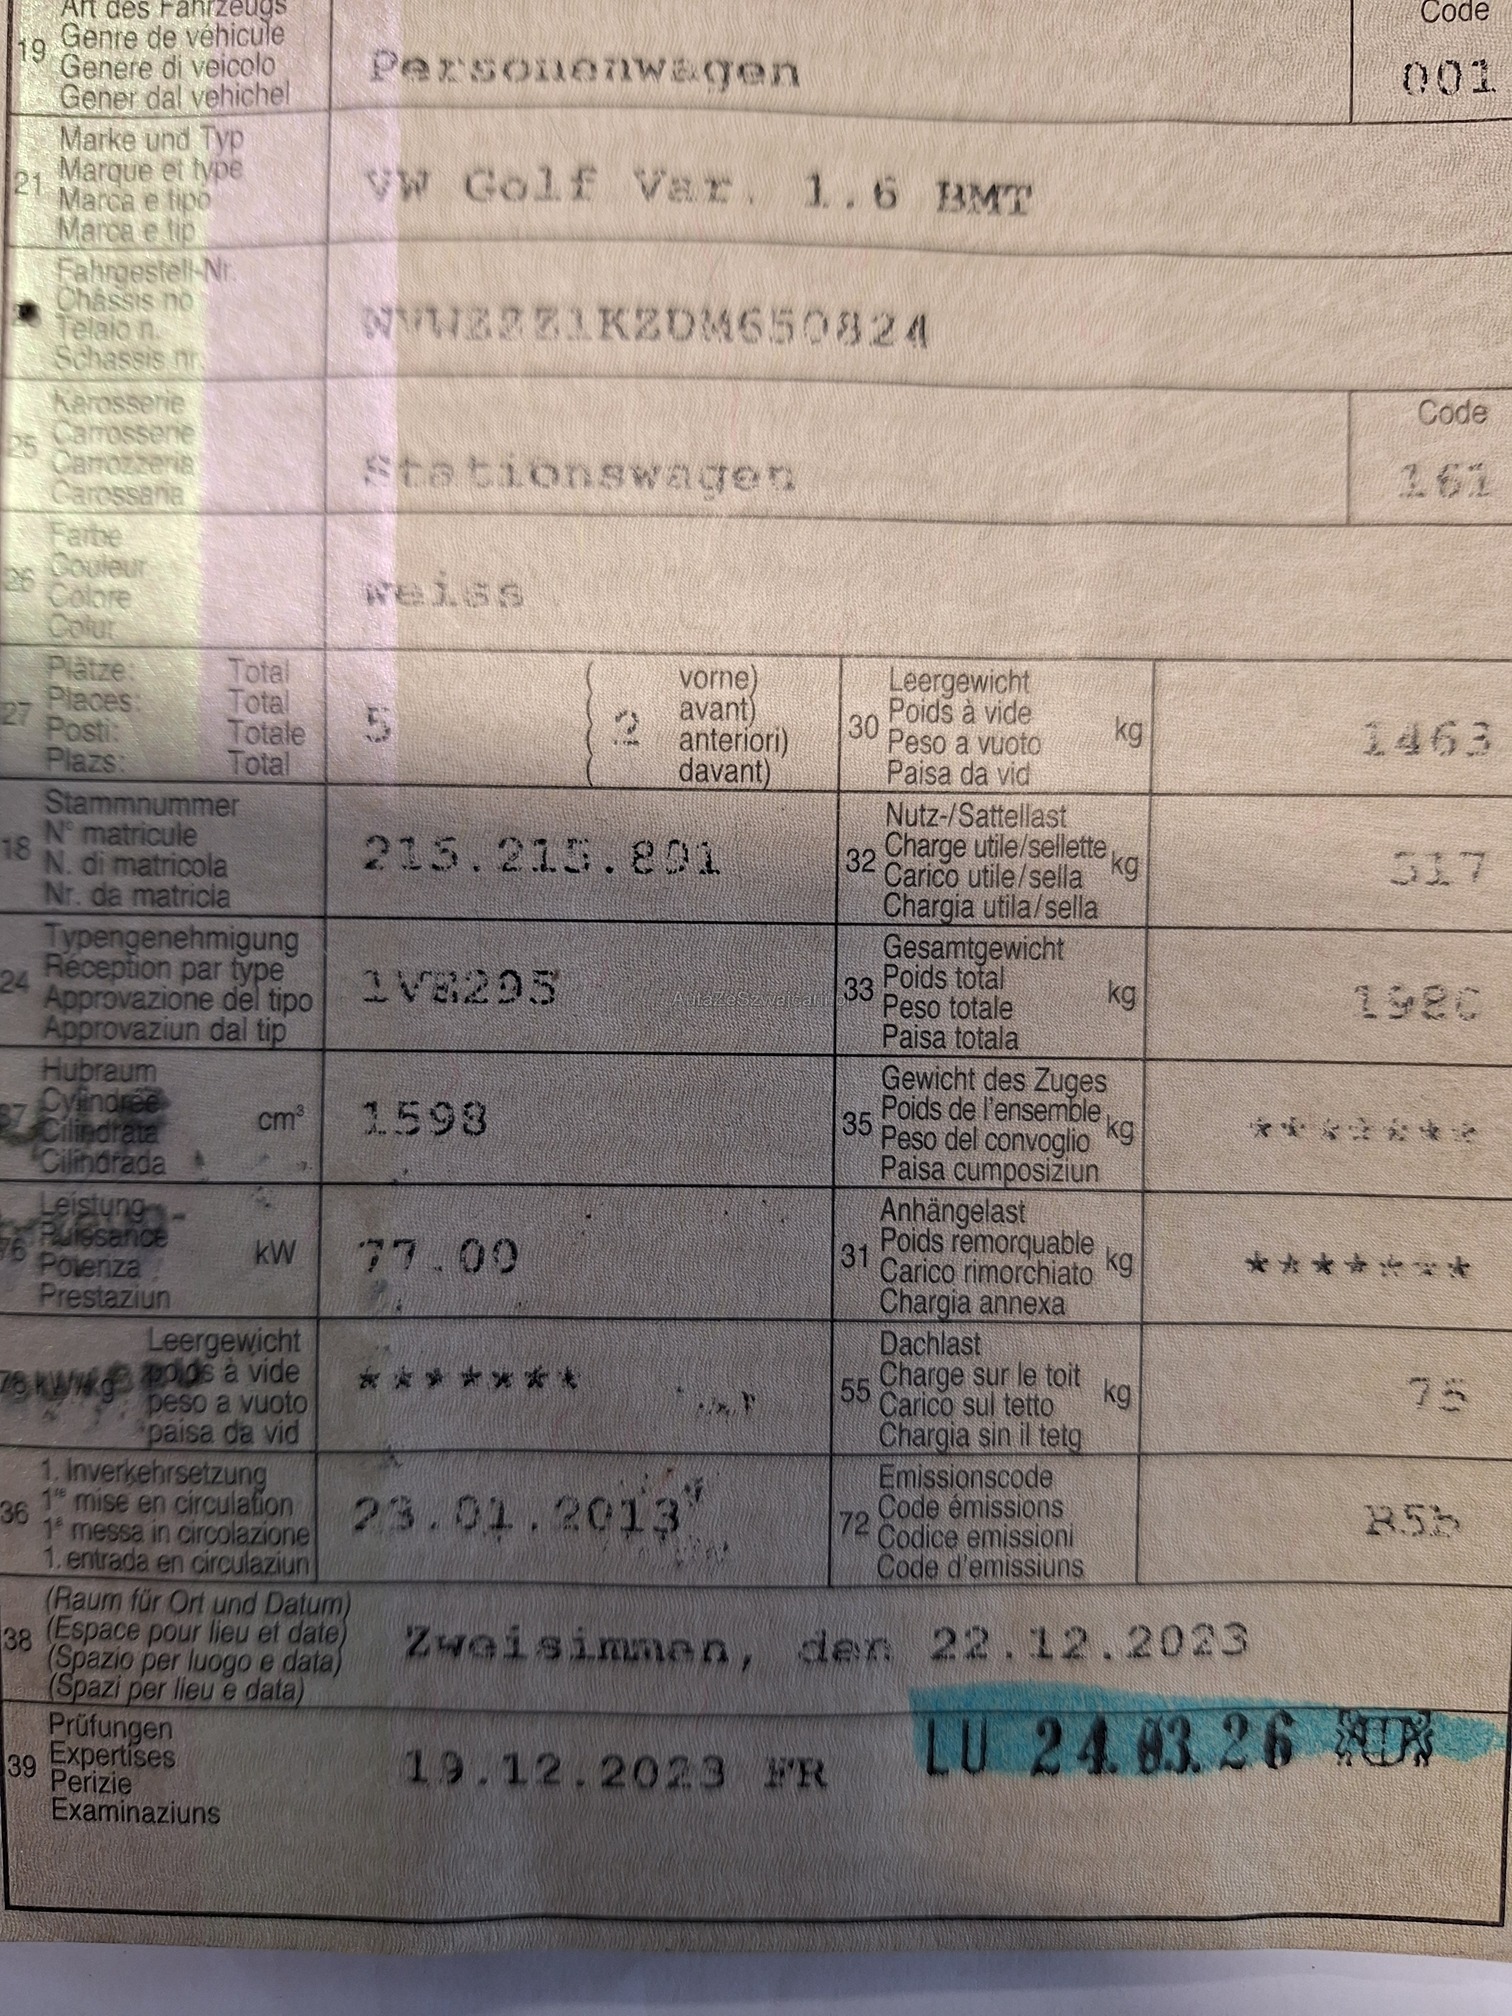 Art des Fahrzeugs
19 Genre de véhicule
Genere di veicolo
Gener dal vehichel
Personenwagen
Code
001
Marke und Typ
21 Marque et type
Marca e tipo
Marca e tip
VW Golf Var. 1.6 BMT
Fahrgestell-Nr.
Châssis no
Telaio n.
Schassis nr.
WVWZZZ1KZDM650824
Karosserie
25 Carrosserie
Carrozzeria
Carossaria
Stationswagen
Code
161
Farbe
26 Couleur
Colore
Colur
weiss
Plätze: Total
27 Places: Total
Posti: Totale
Plazs: Total
5
( 2 vorne)
( avant)
( anteriori)
( davant)
Leergewicht
30 Poids à vide kg
Peso a vuoto
Paisa da vid
1463
Stammnummer
18 N° matricule
N. di matricola
Nr. da matricla
215.215.891
Nutz-/Sattellast
32 Charge utile/sellette kg
Carico utile/sella
Chargia utila/sella
517
Typengenehmigung
24 Réception par type
Approvazione del tipo
Approvaziun dal tip
1VE295
Gesamtgewicht
33 Poids total kg
Peso totale
Paisa totala
1980
Hubraum
37 Cylindrée cm³
Cilindrata
Cilindrada
1598
Gewicht des Zuges
35 Poids de l'ensemble kg
Peso del convoglio
Paisa cumposiziun
*******
Leistung
76 Puissance kW
Potenza
Prestaziun
77.00
Anhängelast
31 Poids remorquable kg
Carico rimorchiato
Chargia annexa
*******
Leergewicht
78 kW/kg poids à vide
peso a vuoto
paisa da vid
*******
Dachlast
55 Charge sur le toit kg
Carico sul tetto
Chargia sin il tetg
75
1. Inverkehrsetzung
36 1re mise en circulation
1a messa in circolazione
1. entrada en circulaziun
23.01.2013
Emissionscode
72 Code émissions
Codice emissioni
Code d'emissiuns
B5b
(Raum für Ort und Datum)
38 (Espace pour lieu et date)
(Spazio per luogo e data)
(Spazi per lieu e data)
Zweisimmen, den 22.12.2023
Prüfungen
39 Expertises
Perizie
Examinaziuns
19.12.2023 FR
LU 24.03.26